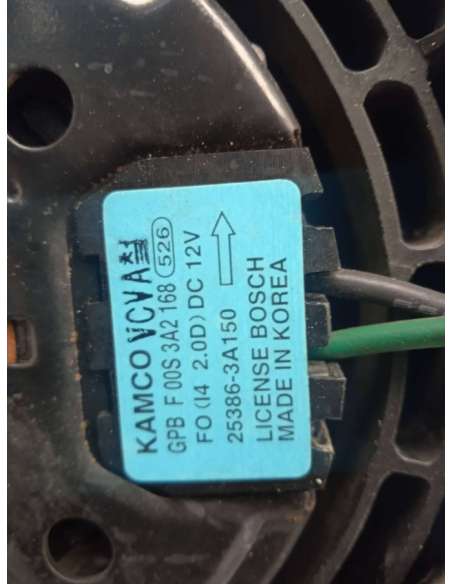 KAMCO VCVA
GPB F 00S 3A2 168 526
FO (I4 2.0D) DC 12V
25386-3A150
LICENSE BOSCH
MADE IN KOREA